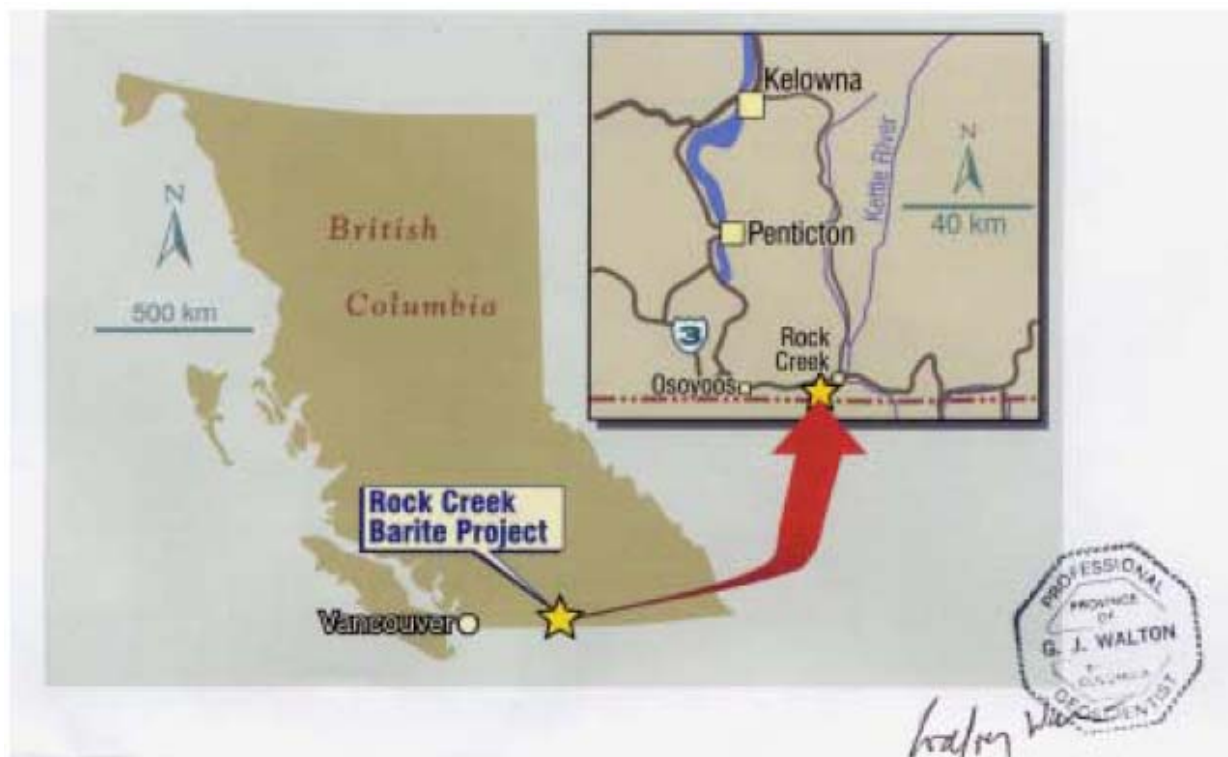 British
Columbia
N
500 km
Rock Creek
Barite Project
Vancouver
Kelowna
Penticton
Kettle River
N
40 km
3
Rock
Creek
Osoyoos
PROFESSIONAL
PROVINCE
OF
G. J. WALTON
COLUMBIA
GEOSCIENTIST